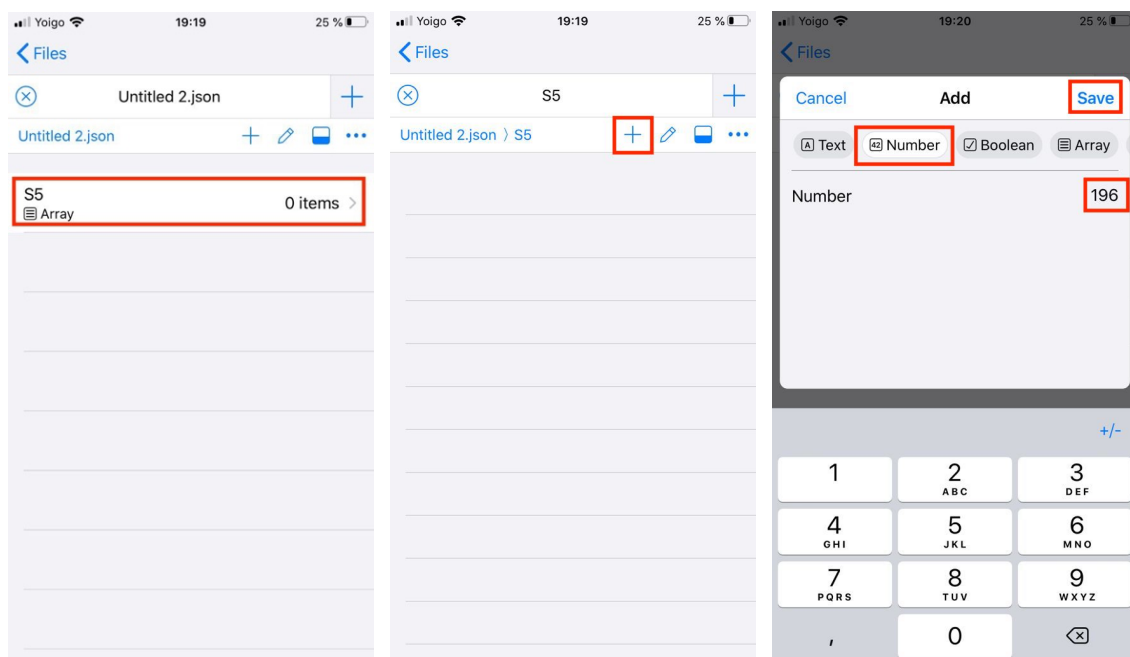 Yoigo 19:19 25 %
Files
Untitled 2.json
Untitled 2.json
S5
Array
0 items
Yoigo 19:19 25 %
Files
S5
Untitled 2.json 〉 S5
Yoigo 19:20 25 %
Files
Cancel Add Save
Text Number Boolean Array
Number 196
+/-
1 2 3
ABC DEF
4 5 6
GHI JKL MNO
7 8 9
PQRS TUV WXYZ
, 0